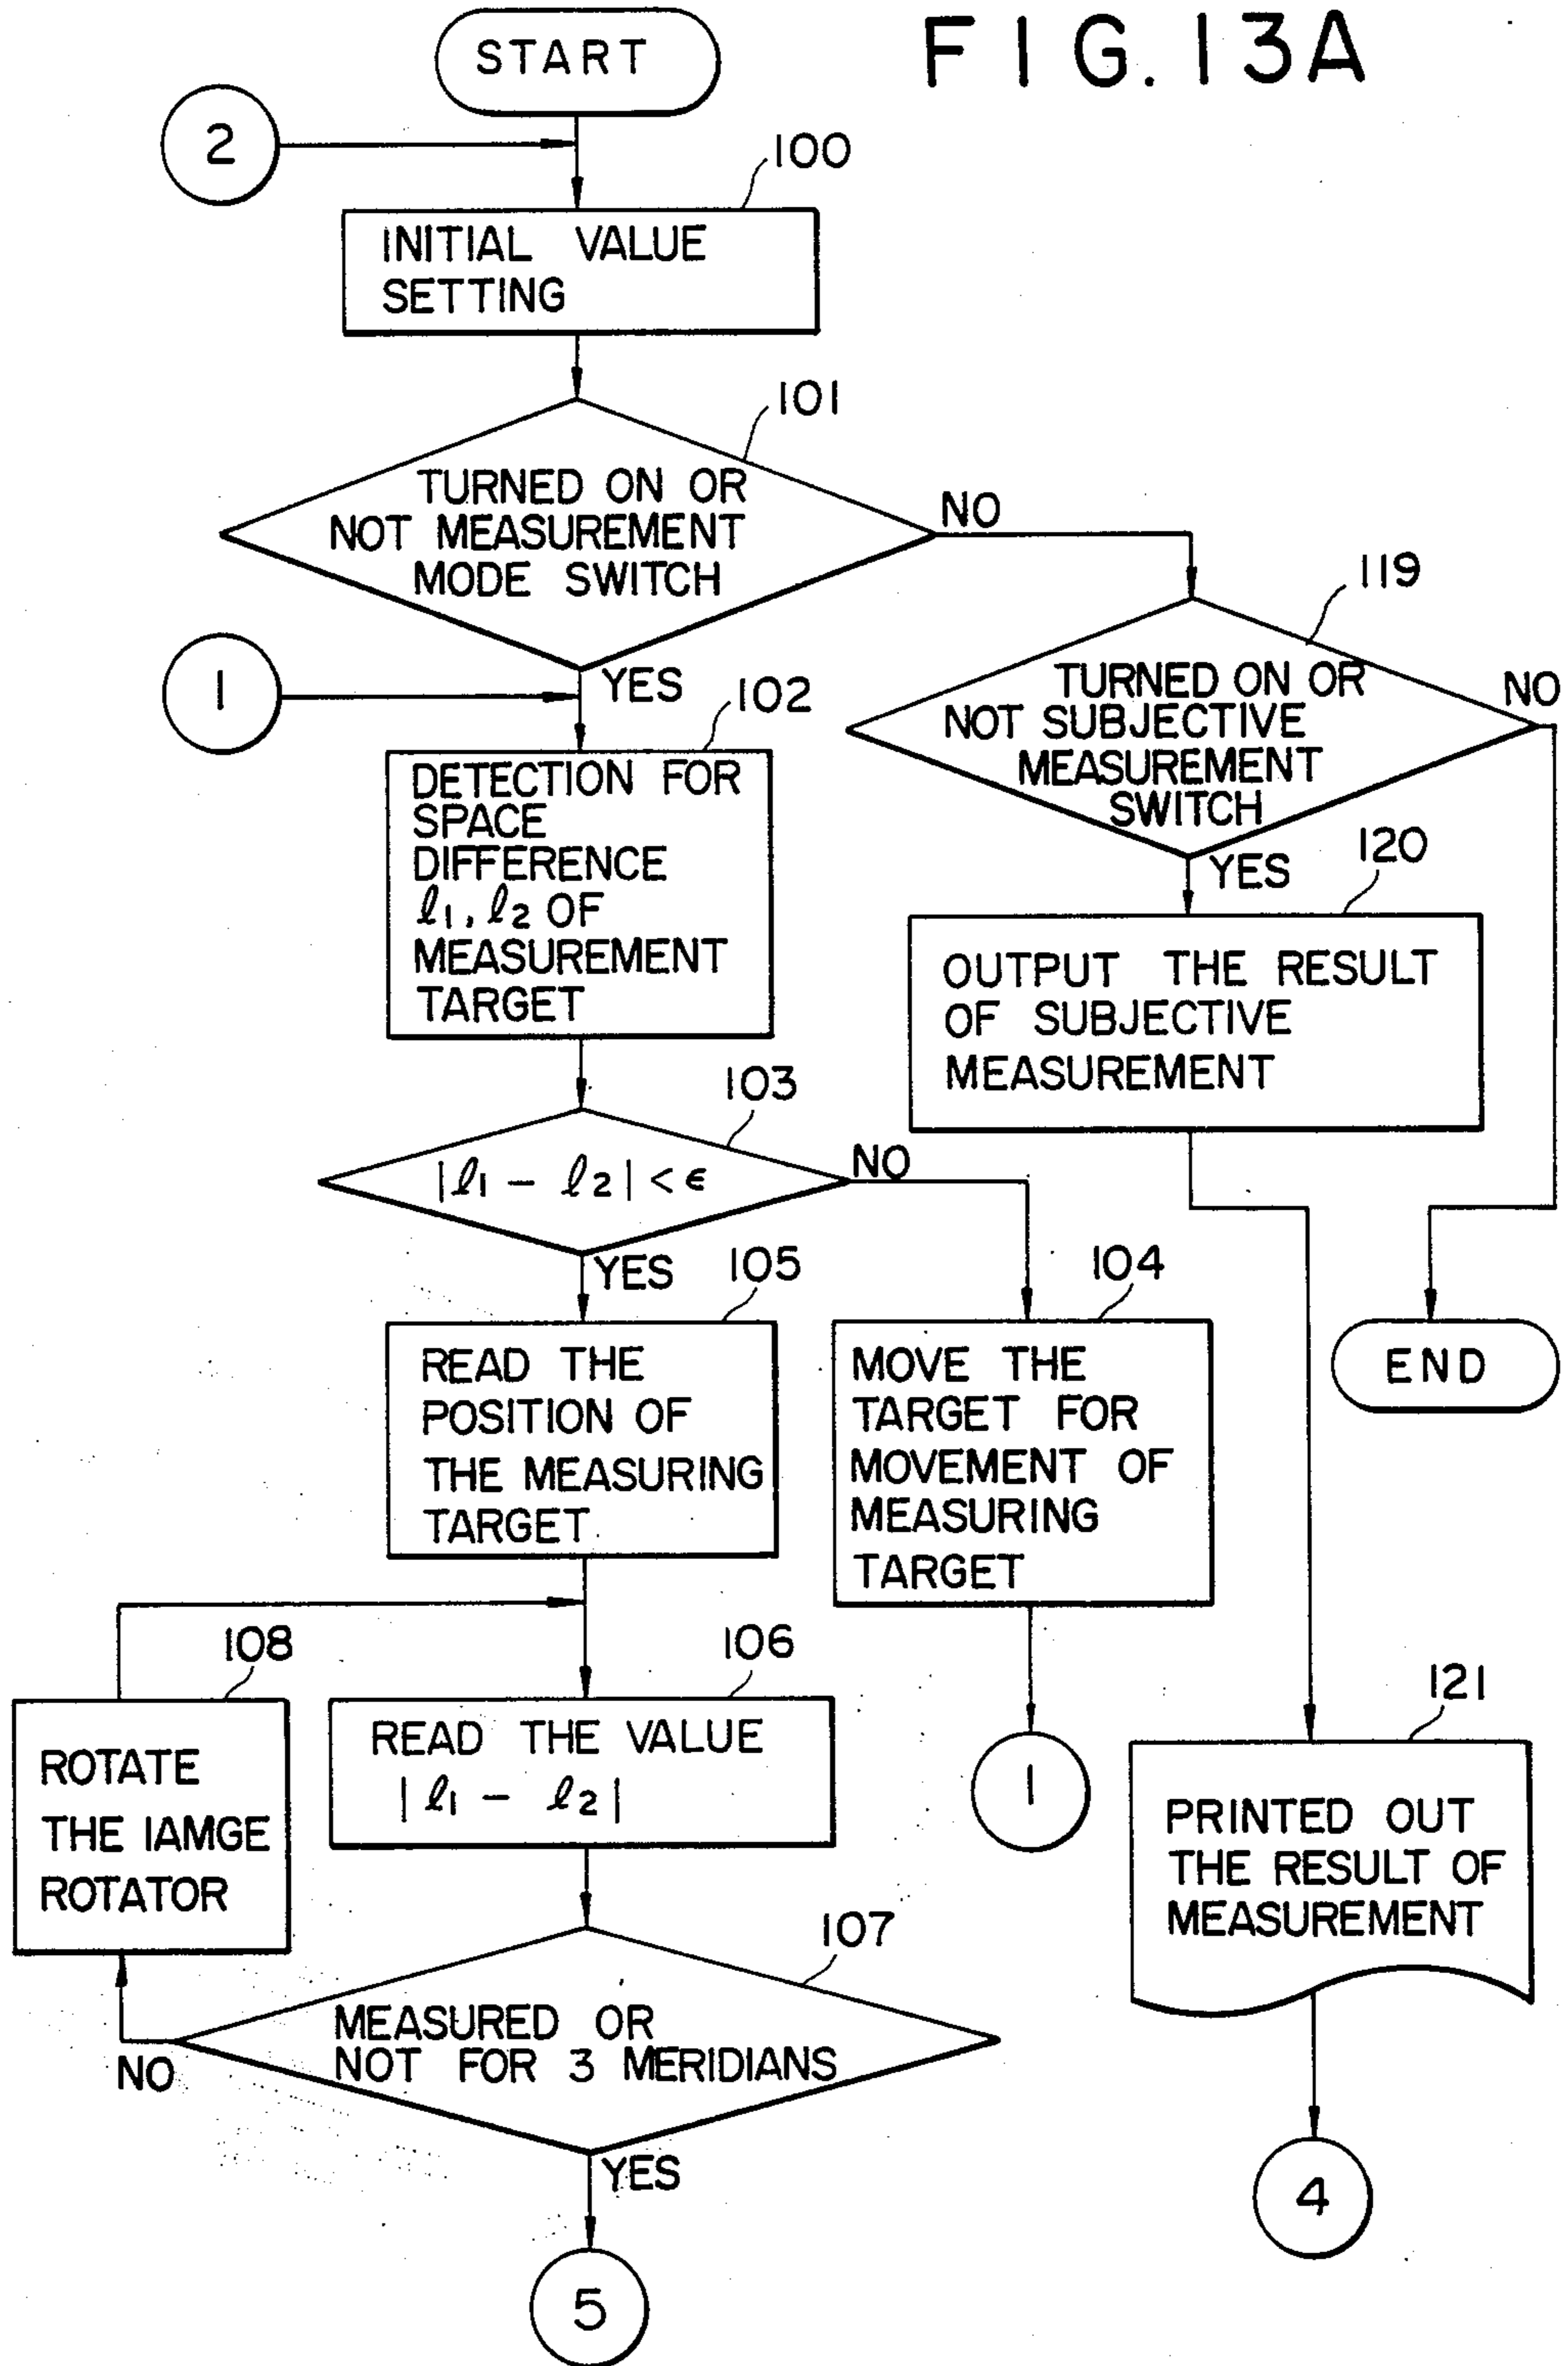 FIG. 13A
START
2
100
INITIAL VALUE
SETTING
101
TURNED ON OR
NOT MEASUREMENT
MODE SWITCH
NO
YES
1
119
TURNED ON OR
NOT SUBJECTIVE
MEASUREMENT
SWITCH
NO
YES
102
DETECTION FOR
SPACE
DIFFERENCE
ℓ1, ℓ2 OF
MEASUREMENT
TARGET
120
OUTPUT THE RESULT
OF SUBJECTIVE
MEASUREMENT
103
|ℓ1 - ℓ2| < ϵ
NO
YES
105
READ THE
POSITION OF
THE MEASURING
TARGET
104
MOVE THE
TARGET FOR
MOVEMENT OF
MEASURING
TARGET
END
108
ROTATE
THE IAMGE
ROTATOR
106
READ THE VALUE
|ℓ1 - ℓ2|
1
121
PRINTED OUT
THE RESULT OF
MEASUREMENT
107
MEASURED OR
NOT FOR 3 MERIDIANS
NO
YES
4
5